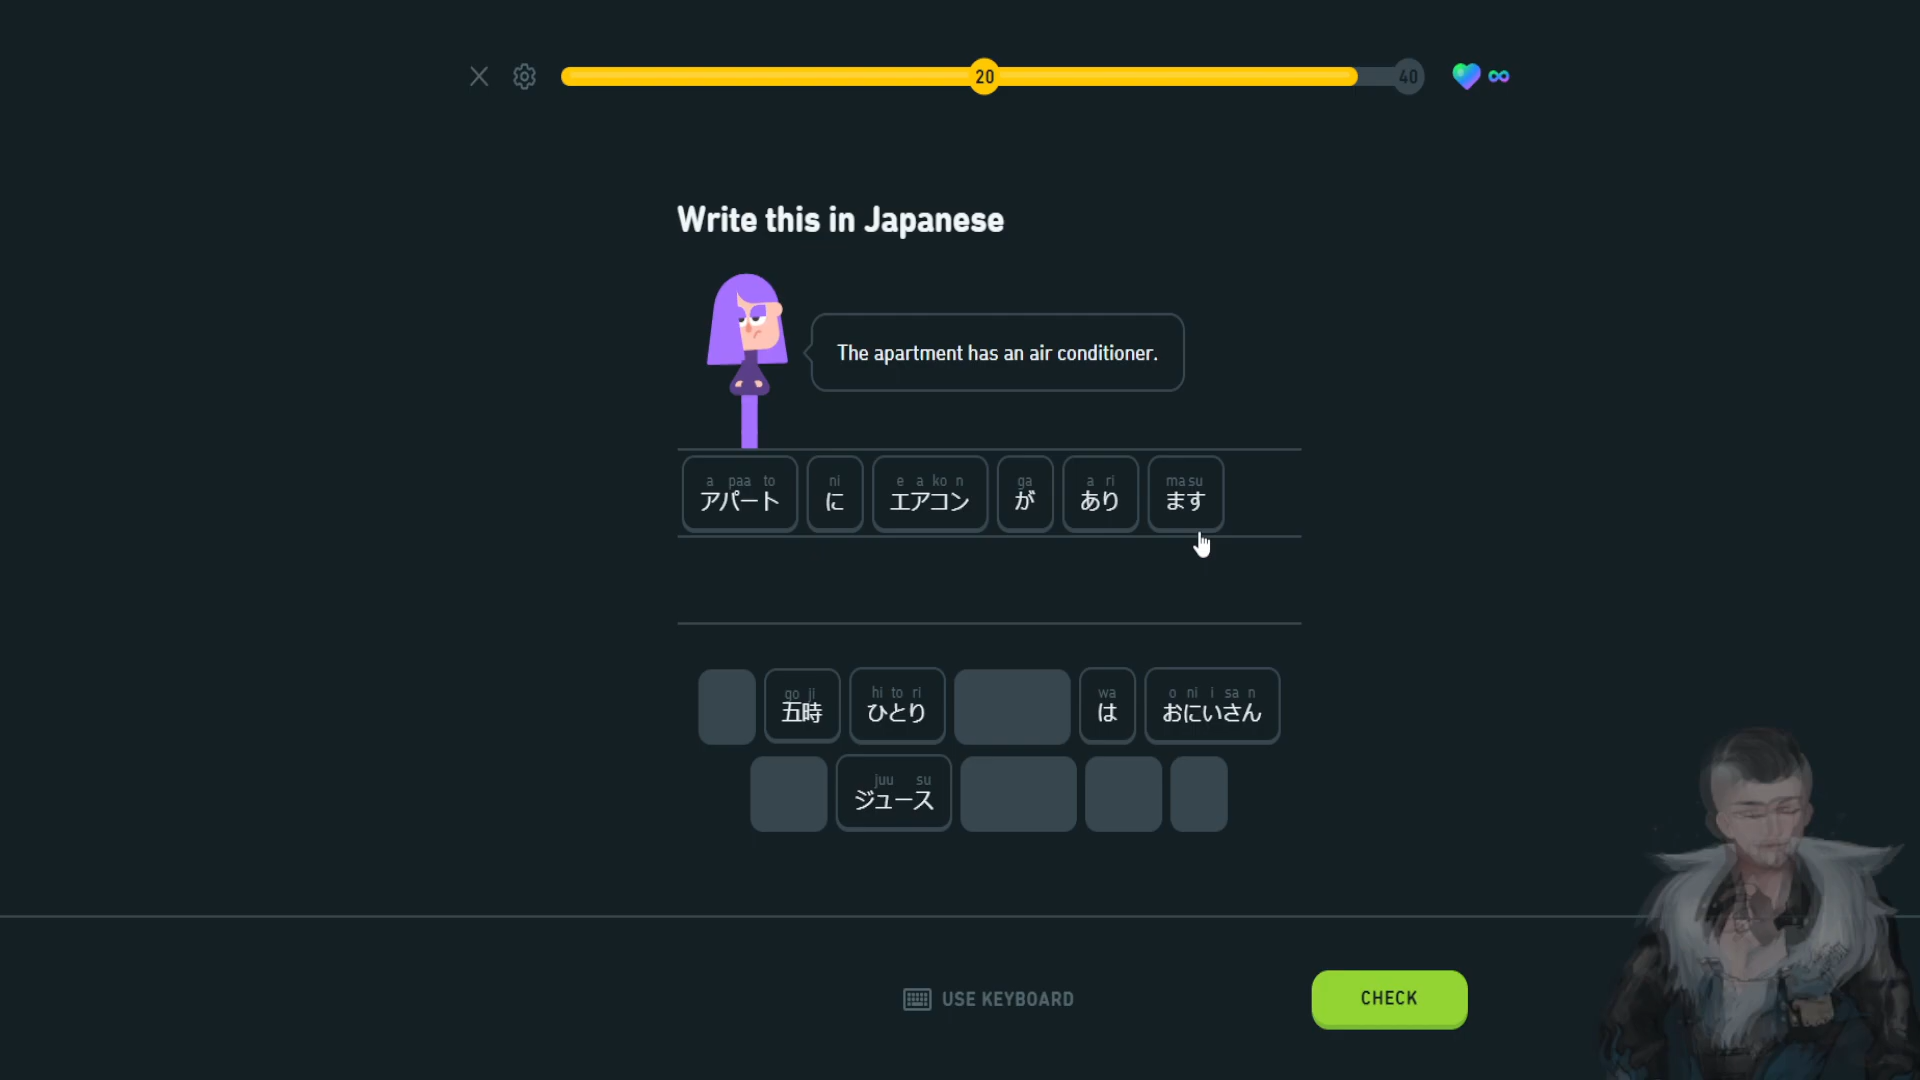 20
40
Write this in Japanese
The apartment has an air conditioner.
a paa to ni e a ko n ga a ri ma su
アパート に エアコン が あり ます
go ji hi to ri wa o ni i sa n
五時 ひとり は おにいさん
juu su
ジュース
USE KEYBOARD
CHECK